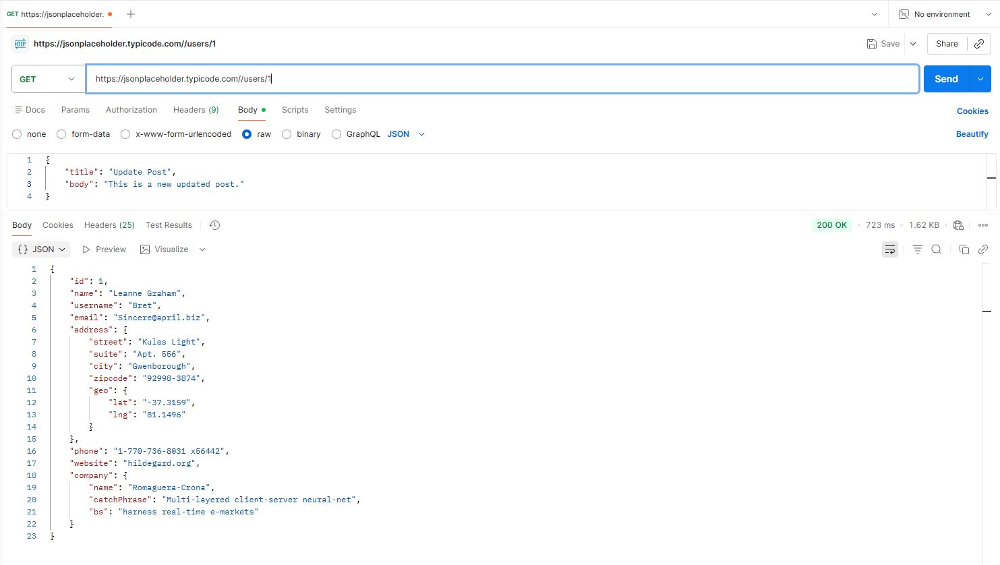 GET https://jsonplaceholder. +
No environment
HTTP https://jsonplaceholder.typicode.com//users/1
Save Share
GET https://jsonplaceholder.typicode.com//users/1 Send
Docs Params Authorization Headers (9) Body Scripts Settings Cookies
none form-data x-www-form-urlencoded raw binary GraphQL JSON Beautify
1 {
2 "title": "Update Post",
3 "body": "This is a new updated post."
4 }
Body Cookies Headers (25) Test Results 200 OK • 723 ms • 1.62 KB •
{} JSON Preview Visualize
1 {
2 "id": 1,
3 "name": "Leanne Graham",
4 "username": "Bret",
5 "email": "Sincere@april.biz",
6 "address": {
7 "street": "Kulas Light",
8 "suite": "Apt. 556",
9 "city": "Gwenborough",
10 "zipcode": "92998-3874",
11 "geo": {
12 "lat": "-37.3159",
13 "lng": "81.1496"
14 }
15 },
16 "phone": "1-770-736-8031 x56442",
17 "website": "hildegard.org",
18 "company": {
19 "name": "Romaguera-Crona",
20 "catchPhrase": "Multi-layered client-server neural-net",
21 "bs": "harness real-time e-markets"
22 }
23 }